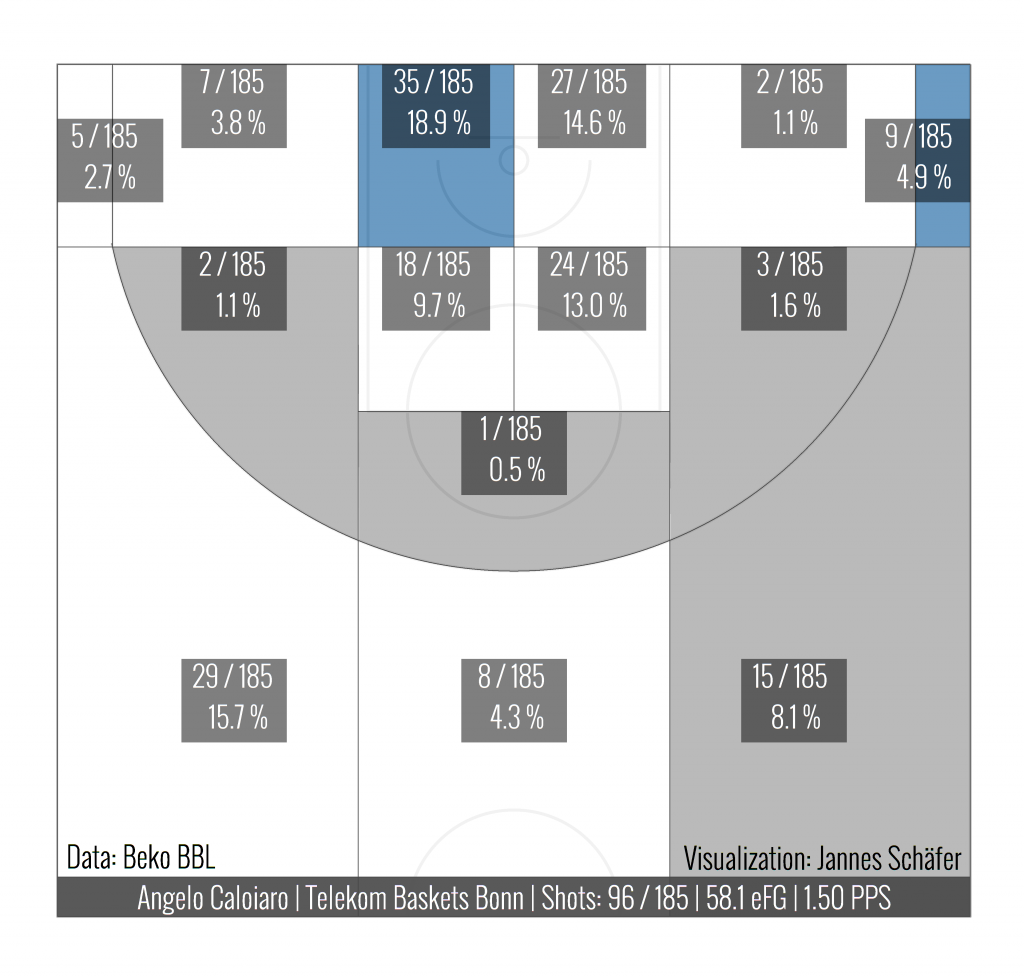 7 / 185
3.8 %
35 / 185
18.9 %
27 / 185
14.6 %
2 / 185
1.1 %
5 / 185
2.7 %
9 / 185
4.9 %
2 / 185
1.1 %
18 / 185
9.7 %
24 / 185
13.0 %
3 / 185
1.6 %
1 / 185
0.5 %
29 / 185
15.7 %
8 / 185
4.3 %
15 / 185
8.1 %
Data: Beko BBL
Visualization: Jannes Schäfer
Angelo Caloiaro | Telekom Baskets Bonn | Shots: 96 / 185 | 58.1 eFG | 1.50 PPS